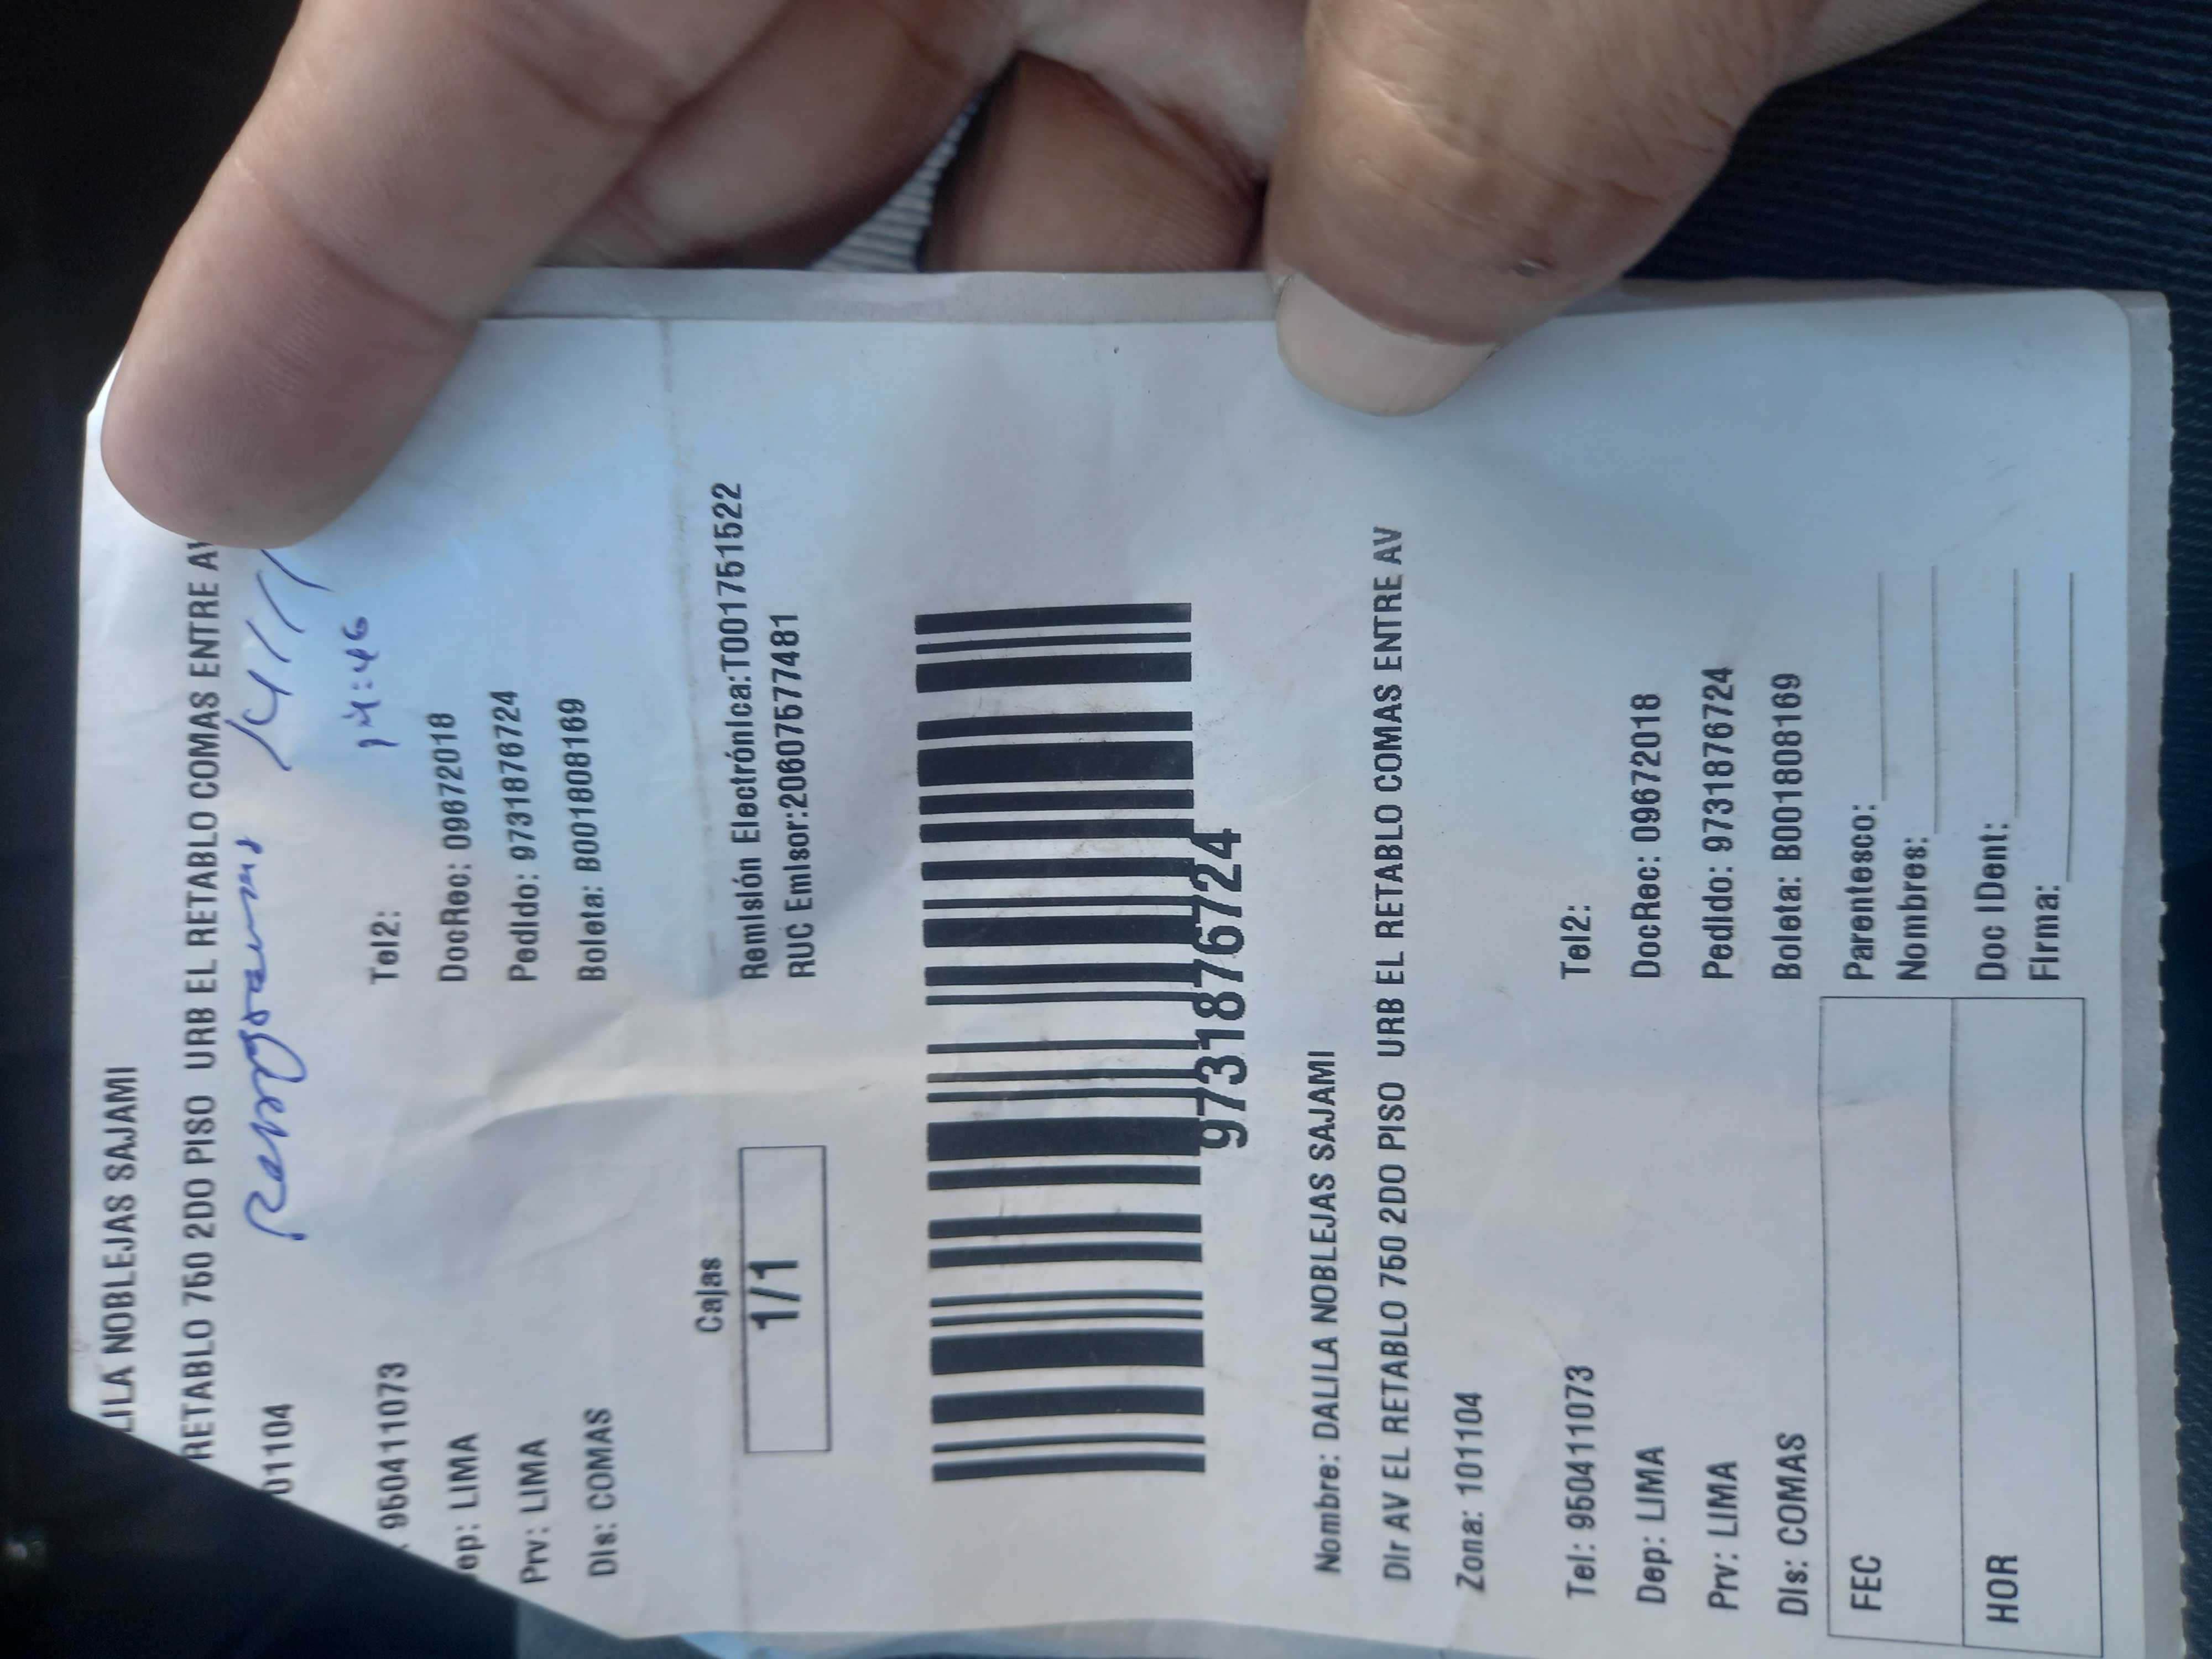 LILA NOBLEJAS SAJAMI
RETABLO 750 2DO PISO URB EL RETABLO COMAS ENTRE AV
01104
14:46
950411073 Tel2:
ep: LIMA DocRec: 09672018
Prv: LIMA Pedido: 9731876724
Dis: COMAS Boleta: B001808169
Cajas
1/1
Remisión Electrónica:T001751522
RUC Emisor:20607577481
9731876724
Nombre: DALILA NOBLEJAS SAJAMI
Dir AV EL RETABLO 750 2DO PISO URB EL RETABLO COMAS ENTRE AV
Zona: 101104
Tel: 950411073 Tel2:
Dep: LIMA DocRec: 09672018
Prv: LIMA Pedido: 9731876724
Dis: COMAS Boleta: B001808169
FEC
HOR
Parentesco:
Nombres:
Doc IDent:
Firma: